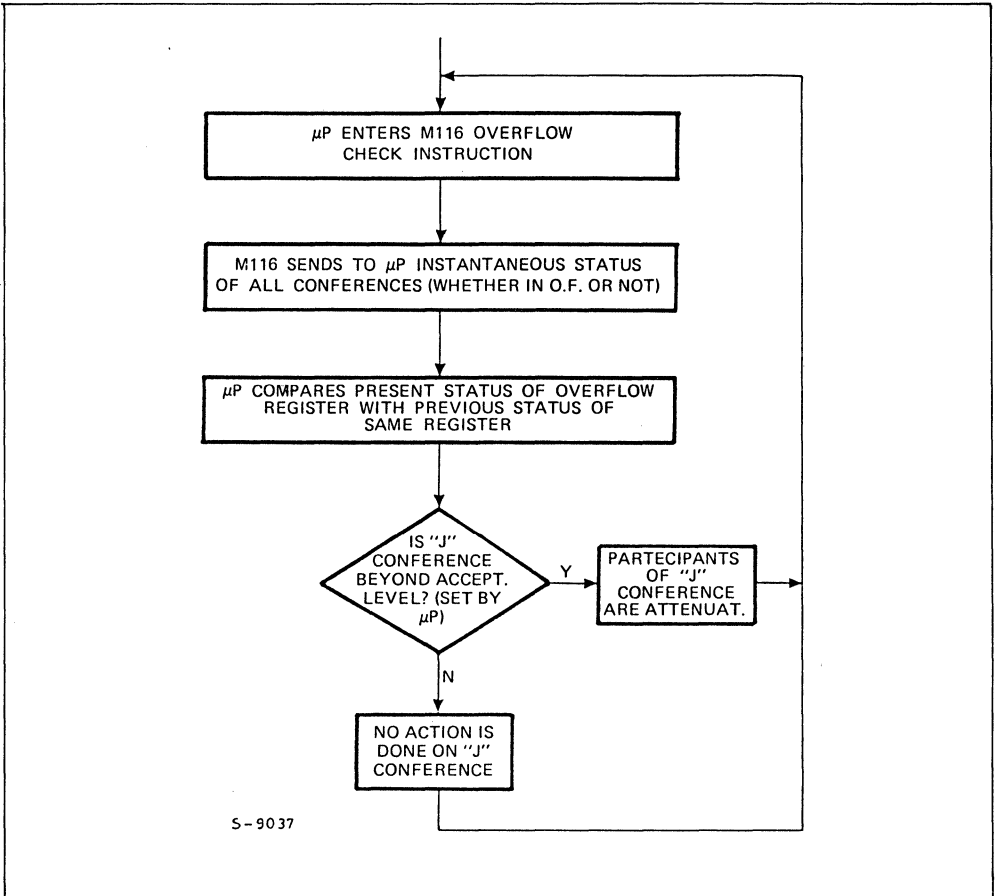 μP ENTERS M116 OVERFLOW
CHECK INSTRUCTION
M116 SENDS TO μP INSTANTANEOUS STATUS
OF ALL CONFERENCES (WHETHER IN O.F. OR NOT)
μP COMPARES PRESENT STATUS OF OVERFLOW
REGISTER WITH PREVIOUS STATUS OF
SAME REGISTER
IS "J"
CONFERENCE
BEYOND ACCEPT.
LEVEL? (SET BY
μP)
Y
PARTECIPANTS
OF "J"
CONFERENCE
ARE ATTENUAT.
N
NO ACTION IS
DONE ON "J"
CONFERENCE
S-9037